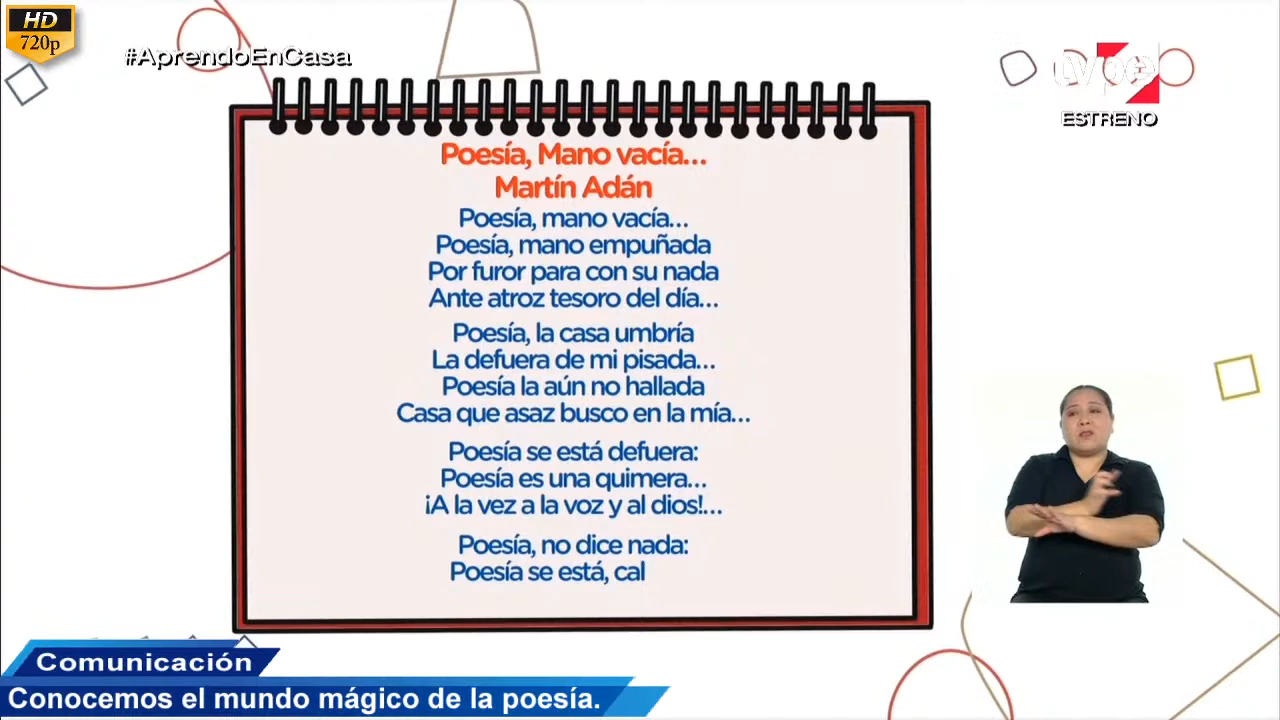 HD
720p
#AprendoEnCasa
tvpe
ESTRENO
Poesía, Mano vacía...
Martín Adán
Poesía, mano vacía...
Poesía, mano empuñada
Por furor para con su nada
Ante atroz tesoro del día...
Poesía, la casa umbría
La defuera de mi pisada...
Poesía la aún no hallada
Casa que asaz busco en la mía...
Poesía se está defuera:
Poesía es una quimera...
¡A la vez a la voz y al dios!...
Poesía, no dice nada:
Poesía se está, cal
Comunicación
Conocemos el mundo mágico de la poesía.